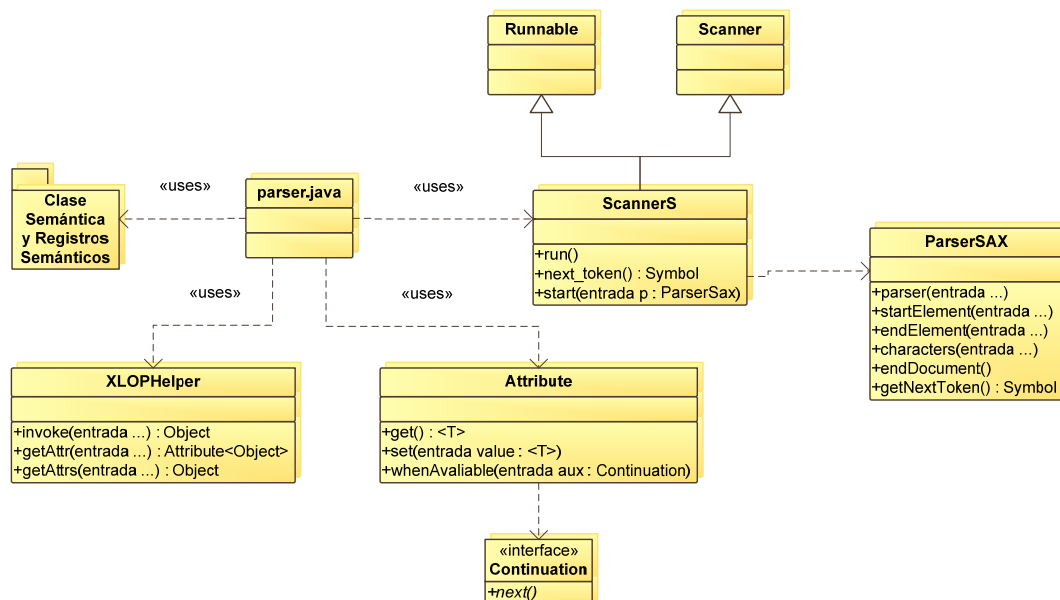 Runnable
Scanner
Clase
Semántica
y Registros
Semánticos
«uses»
parser.java
«uses»
ScannerS
+run()
+next_token() : Symbol
+start(entrada p : ParserSax)
ParserSAX
+parser(entrada ...)
+startElement(entrada ...)
+endElement(entrada ...)
+characters(entrada ...)
+endDocument()
+getNextToken() : Symbol
«uses»
«uses»
XLOPHelper
+invoke(entrada ...) : Object
+getAttr(entrada ...) : Attribute<Object>
+getAttrs(entrada ...) : Object
Attribute
+get() : <T>
+set(entrada value : <T>)
+whenAvaliable(entrada aux : Continuation)
«interface»
Continuation
+next()